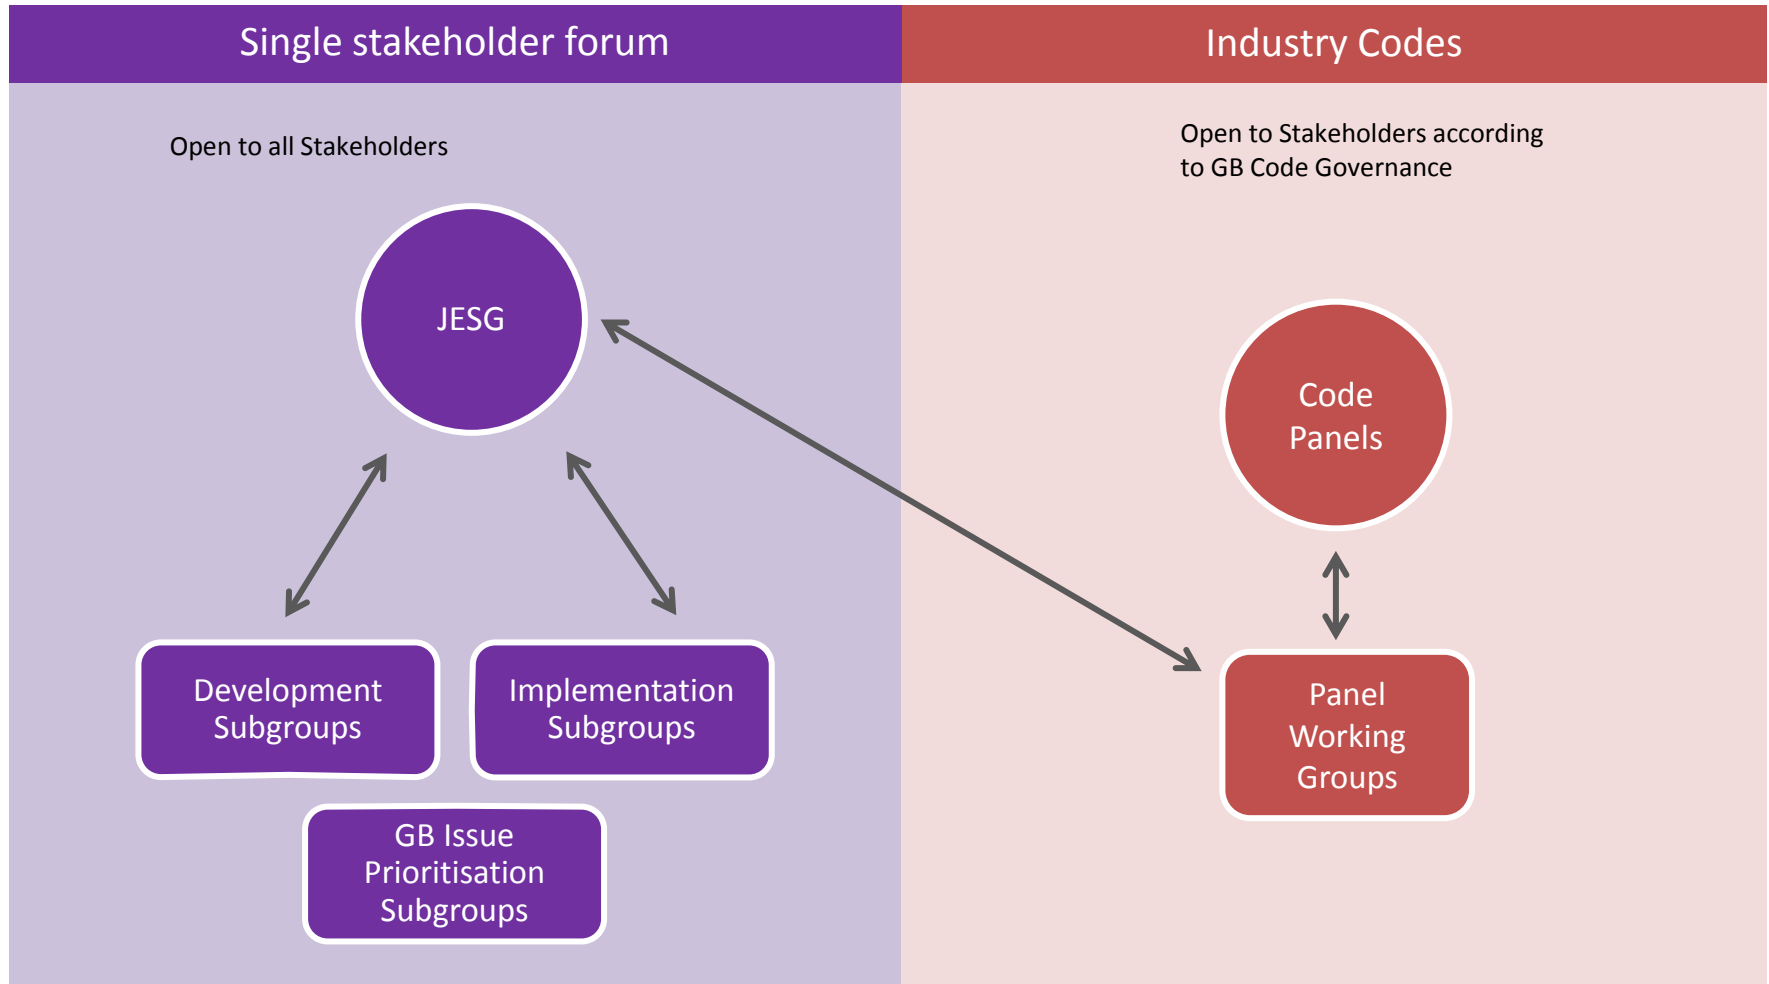 Single stakeholder forum
Industry Codes
Open to all Stakeholders
Open to Stakeholders according
to GB Code Governance
JESG
Code
Panels
Development
Subgroups
Implementation
Subgroups
Panel
Working
Groups
GB Issue
Prioritisation
Subgroups